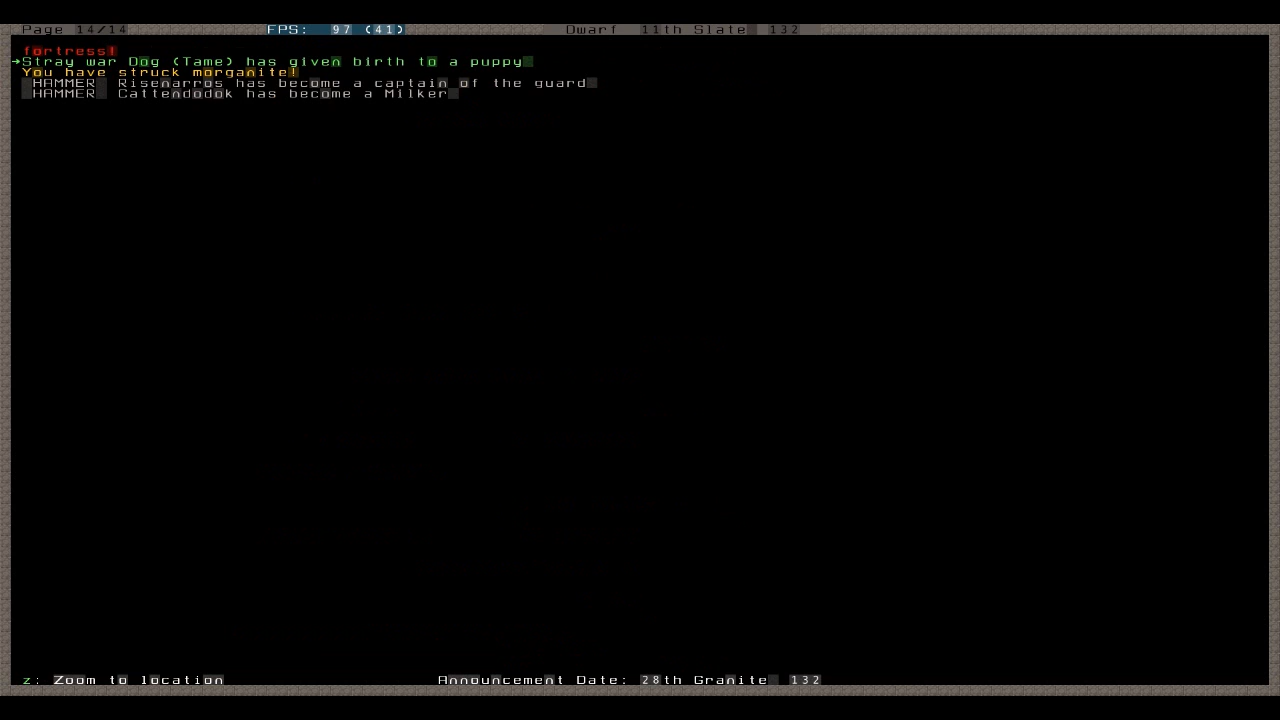 Page 14/14 FPS: 97 (41) Dwarf 11th Slate 132
fortress!
→Stray war Dog (Tame) has given birth to a puppy
You have struck morganite!
HAMMER Risenarros has become a captain of the guard
HAMMER Cattendodok has become a Milker
z: Zoom to location Announcement Date: 28th Granite 132